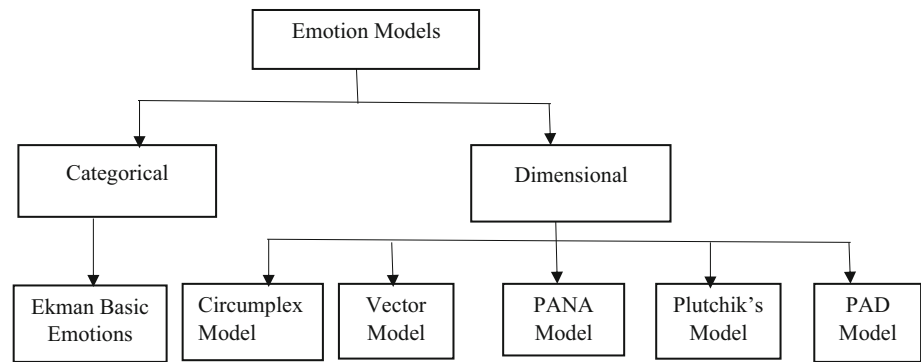 Emotion Models
Categorical
Dimensional
Ekman Basic
Emotions
Circumplex
Model
Vector
Model
PANA
Model
Plutchik’s
Model
PAD
Model